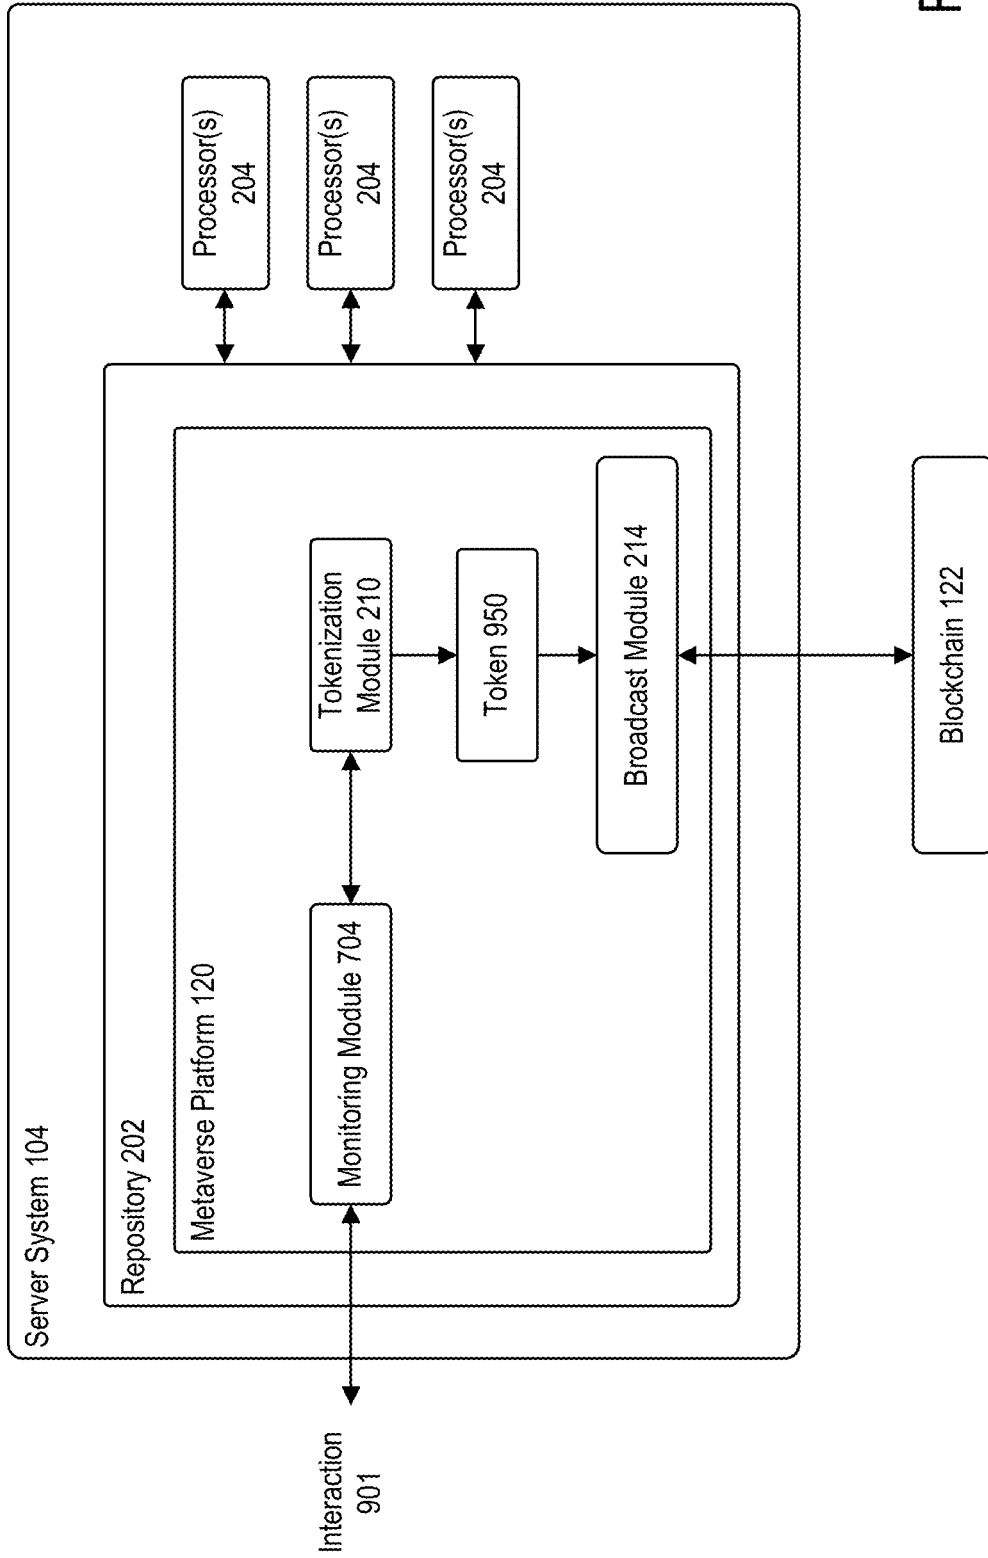 Server System 104
Repository 202
Metaverse Platform 120
Interaction
901
Monitoring Module 704
Tokenization
Module 210
Token 950
Broadcast Module 214
Processor(s)
204
Processor(s)
204
Processor(s)
204
Blockchain 122